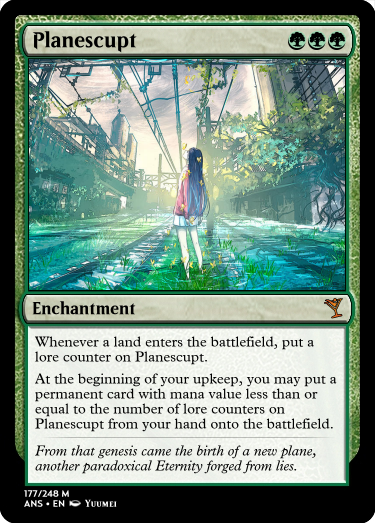 Planescupt
Enchantment
Whenever a land enters the battlefield, put a
lore counter on Planescupt.
At the beginning of your upkeep, you may put a
permanent card with mana value less than or
equal to the number of lore counters on
Planescupt from your hand onto the battlefield.
From that genesis came the birth of a new plane,
another paradoxical Eternity forged from lies.
177/248 M
ANS • EN Yuumei